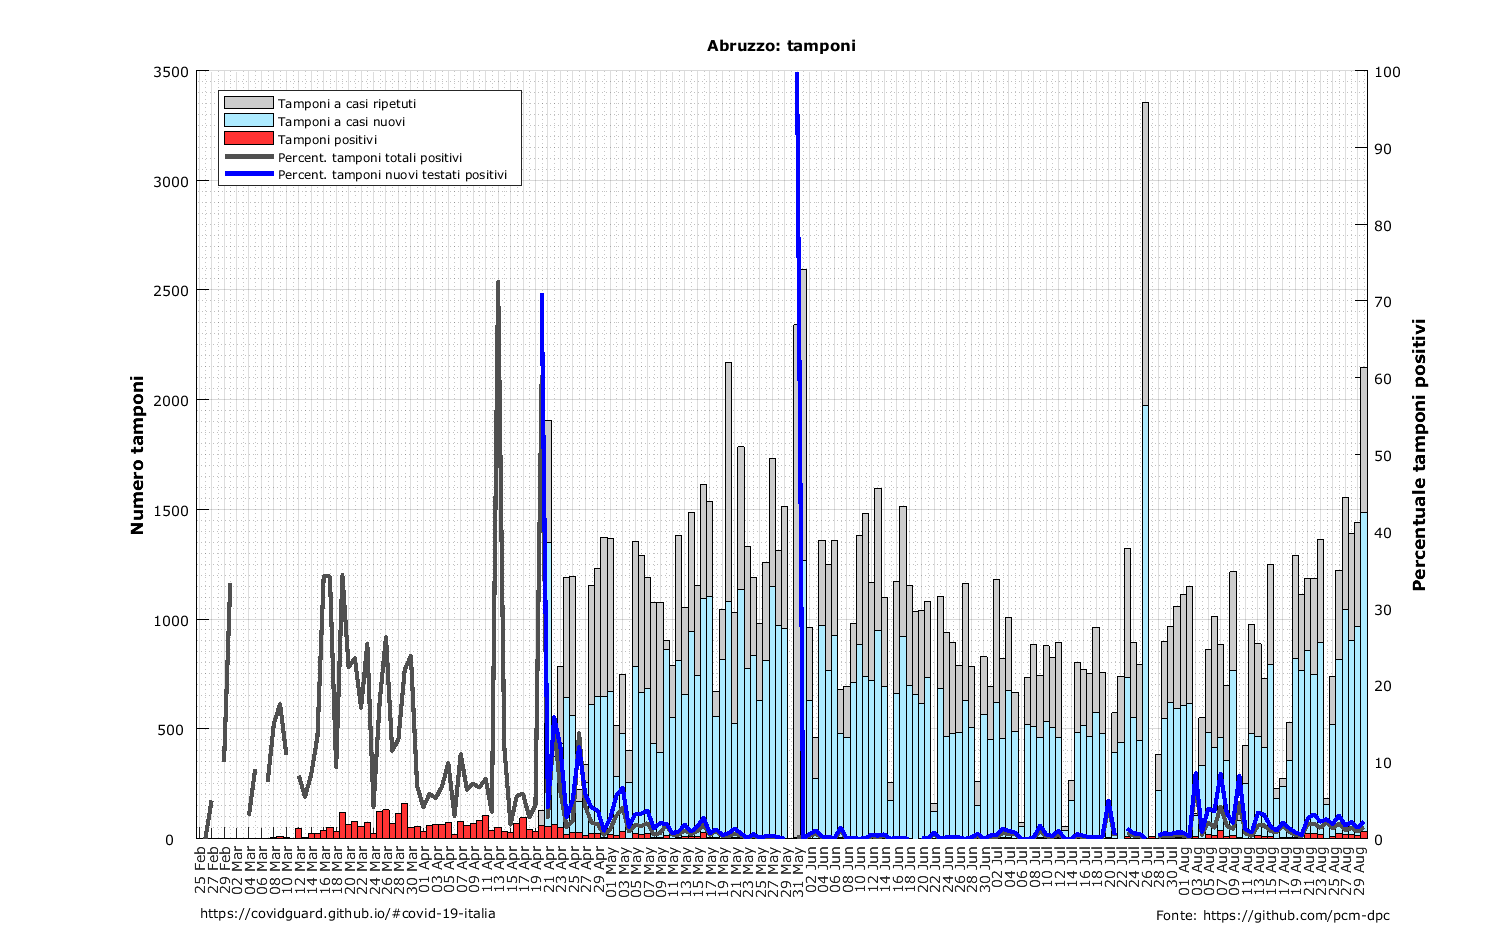 Abruzzo: tamponi
Tamponi a casi ripetuti
Tamponi a casi nuovi
Tamponi positivi
Percent. tamponi totali positivi
Percent. tamponi nuovi testati positivi
Numero tamponi
3500
3000
2500
2000
1500
1000
500
0
Percentuale tamponi positivi
100
90
80
70
60
50
40
30
20
10
0
25 Feb
27 Feb
29 Feb
02 Mar
04 Mar
06 Mar
08 Mar
10 Mar
12 Mar
14 Mar
16 Mar
18 Mar
20 Mar
22 Mar
24 Mar
26 Mar
28 Mar
30 Mar
01 Apr
03 Apr
05 Apr
07 Apr
09 Apr
11 Apr
13 Apr
15 Apr
17 Apr
19 Apr
21 Apr
23 Apr
25 Apr
27 Apr
29 Apr
01 May
03 May
05 May
07 May
09 May
11 May
13 May
15 May
17 May
19 May
21 May
23 May
25 May
27 May
29 May
31 May
02 Jun
04 Jun
06 Jun
08 Jun
10 Jun
12 Jun
14 Jun
16 Jun
18 Jun
20 Jun
22 Jun
24 Jun
26 Jun
28 Jun
30 Jun
02 Jul
04 Jul
06 Jul
08 Jul
10 Jul
12 Jul
14 Jul
16 Jul
18 Jul
20 Jul
22 Jul
24 Jul
26 Jul
28 Jul
30 Jul
01 Aug
03 Aug
05 Aug
07 Aug
09 Aug
11 Aug
13 Aug
15 Aug
17 Aug
19 Aug
21 Aug
23 Aug
25 Aug
27 Aug
29 Aug
https://covidguard.github.io/#covid-19-italia
Fonte: https://github.com/pcm-dpc